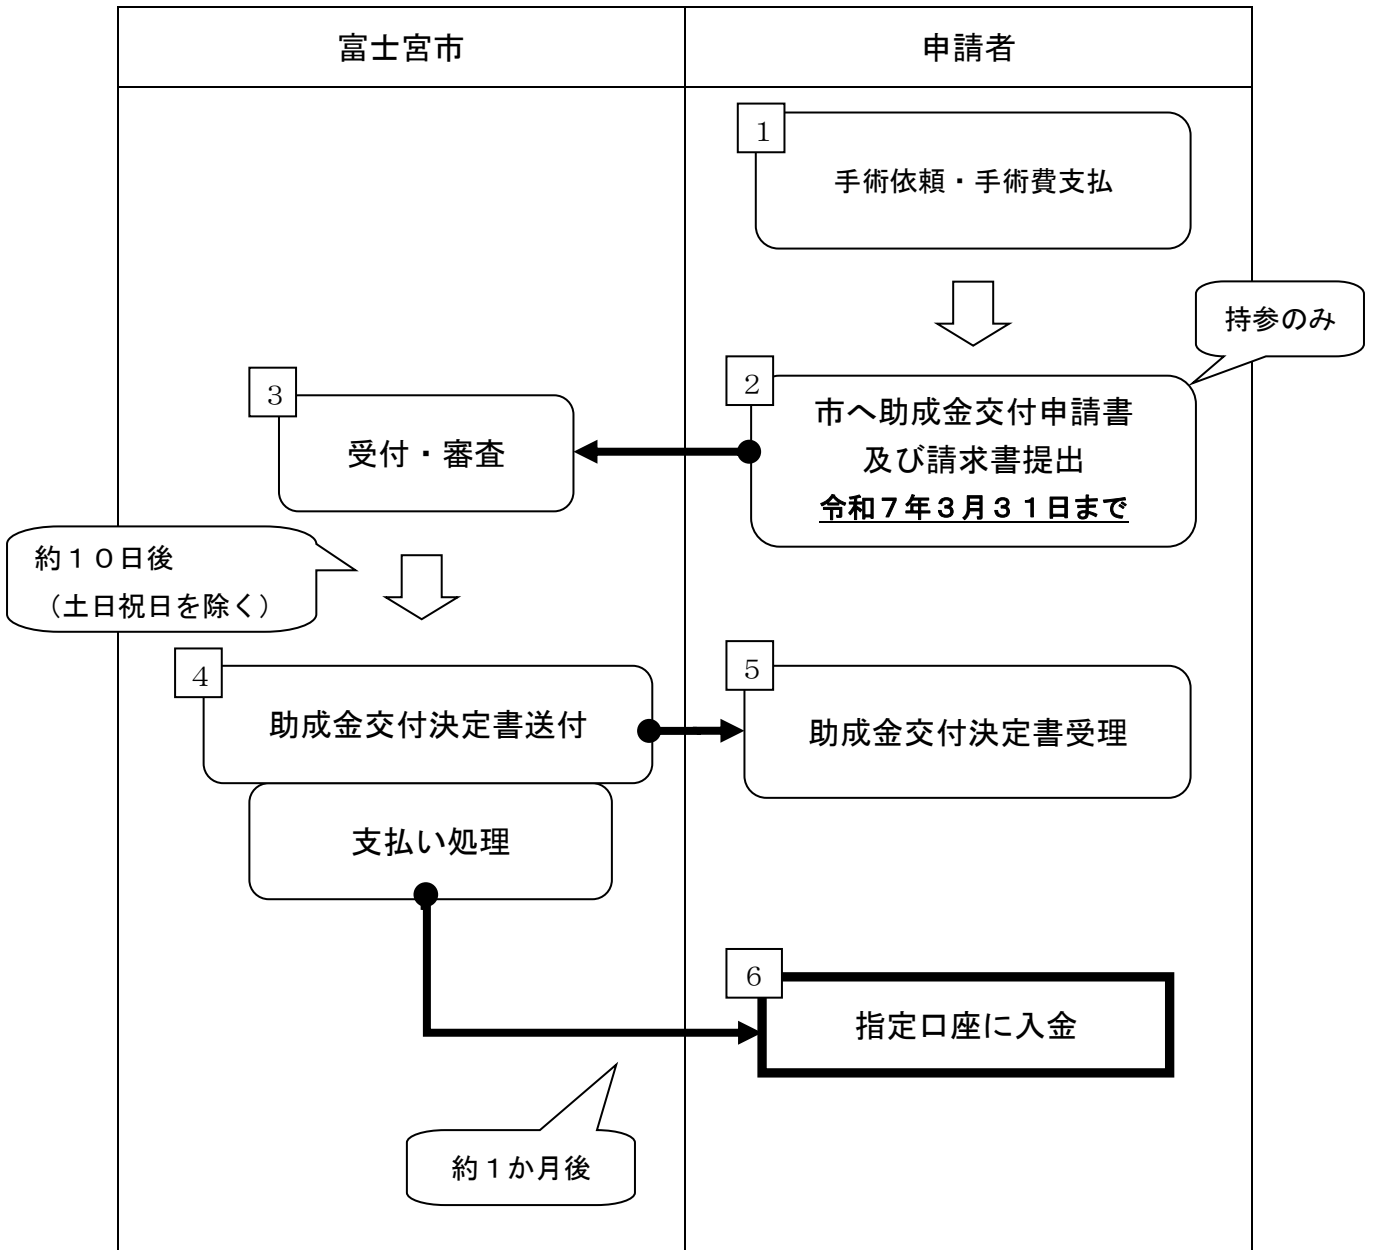 富士宮市
申請者
１
手術依頼・手術費支払
持参のみ
２
市へ助成金交付申請書
及び請求書提出
令和７年３月３１日まで
３
受付・審査
約１０日後
（土日祝日を除く）
４
助成金交付決定書送付
５
助成金交付決定書受理
支払い処理
６
指定口座に入金
約１か月後